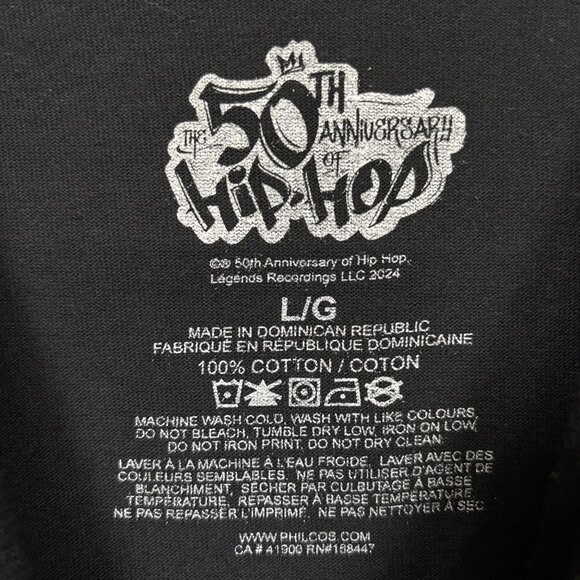 THE 50TH
ANNIVERSARY
OF
HIP-HOP
©® 50th Anniversary of Hip Hop,
Legends Recordings LLC 2024
L/G
MADE IN DOMINICAN REPUBLIC
FABRIQUÉ EN RÉPUBLIQUE DOMINICAINE
100% COTTON / COTON
MACHINE WASH COLD, WASH WITH LIKE COLOURS,
DO NOT BLEACH, TUMBLE DRY LOW, IRON ON LOW,
DO NOT IRON PRINT, DO NOT DRY CLEAN.
LAVER À LA MACHINE À L'EAU FROIDE, LAVER AVEC DES
COULEURS SEMBLABLES. NE PAS UTILISER D'AGENT DE
BLANCHIMENT, SÉCHER PAR CULBUTAGE À BASSE
TEMPÉRATURE. REPASSER À BASSE TEMPÉRATURE.
NE PAS REPASSER L'IMPRIMÉ. NE PAS NETTOYER À SEC
WWW.PHILCOS.COM
CA # 41900 RN#188447